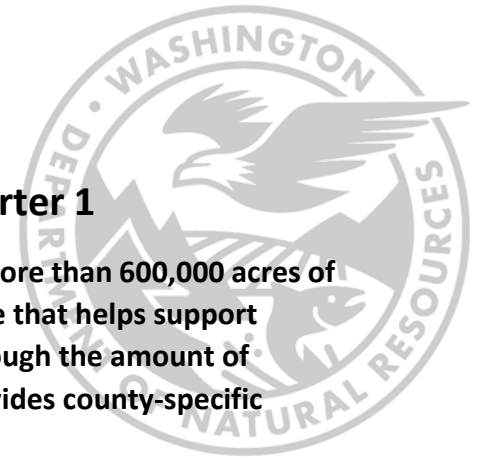 WASHINGTON
DEPARTMENT OF NATURAL RESOURCES
rter 1
ore than 600,000 acres of
e that helps support
ough the amount of
vides county-specific